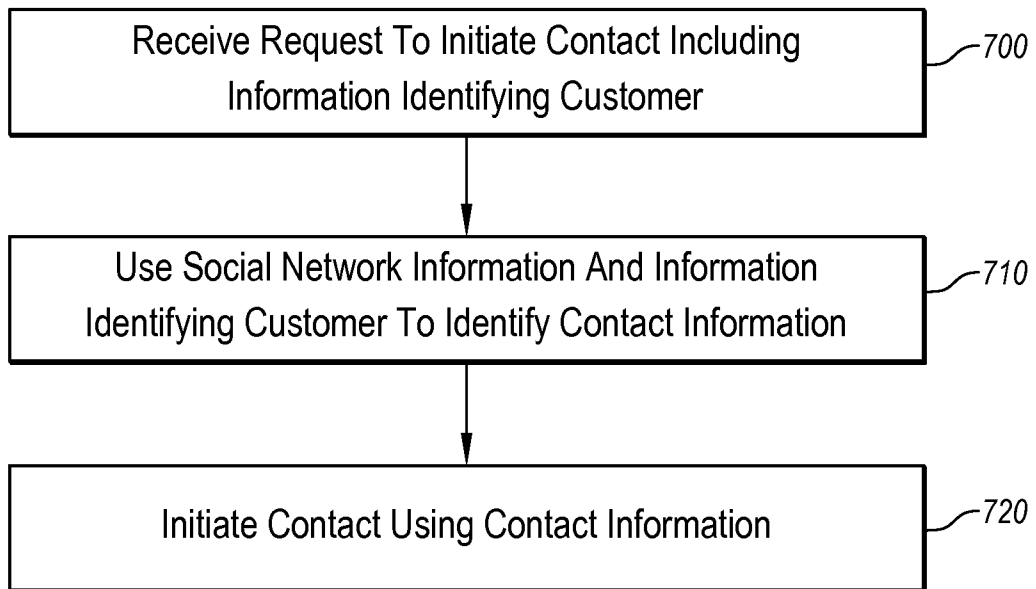 Receive Request To Initiate Contact Including
Information Identifying Customer
700
Use Social Network Information And Information
Identifying Customer To Identify Contact Information
710
Initiate Contact Using Contact Information
720